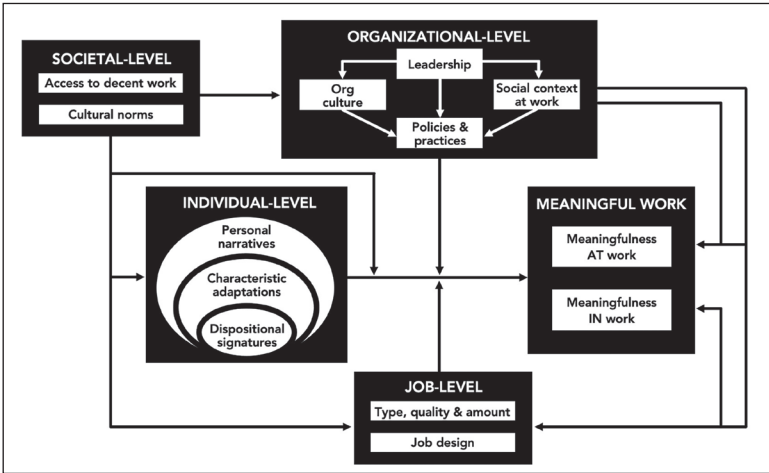 SOCIETAL-LEVEL
Access to decent work
Cultural norms
ORGANIZATIONAL-LEVEL
Leadership
Org
culture
Social context
at work
Policies &
practices
INDIVIDUAL-LEVEL
Personal
narratives
Characteristic
adaptations
Dispositional
signatures
MEANINGFUL WORK
Meaningfulness
AT work
Meaningfulness
IN work
JOB-LEVEL
Type, quality & amount
Job design